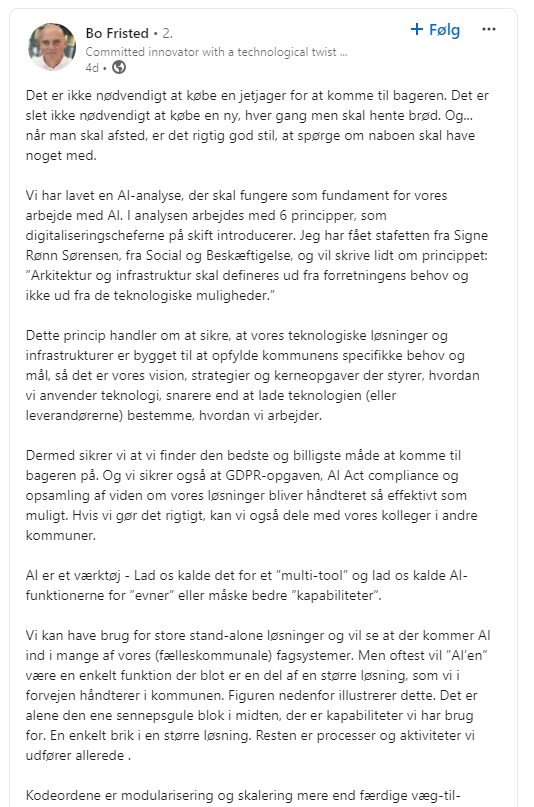 Bo Fristed • 2.
+ Følg
Committed innovator with a technological twist ...
4d •
Det er ikke nødvendigt at købe en jetjager for at komme til bageren. Det er
slet ikke nødvendigt at købe en ny, hver gang men skal hente brød. Og...
når man skal afsted, er det rigtig god stil, at spørge om naboen skal have
noget med.
Vi har lavet en AI-analyse, der skal fungere som fundament for vores
arbejde med AI. I analysen arbejdes med 6 principper, som
digitaliseringscheferne på skift introducerer. Jeg har fået stafetten fra Signe
Rønn Sørensen, fra Social og Beskæftigelse, og vil skrive lidt om princippet:
”Arkitektur og infrastruktur skal defineres ud fra forretningens behov og
ikke ud fra de teknologiske muligheder.”
Dette princip handler om at sikre, at vores teknologiske løsninger og
infrastrukturer er bygget til at opfylde kommunens specifikke behov og
mål, så det er vores vision, strategier og kerneopgaver der styrer, hvordan
vi anvender teknologi, snarere end at lade teknologien (eller
leverandørerne) bestemme, hvordan vi arbejder.
Dermed sikrer vi at vi finder den bedste og billigste måde at komme til
bageren på. Og vi sikrer også at GDPR-opgaven, AI Act compliance og
opsamling af viden om vores løsninger bliver håndteret så effektivt som
muligt. Hvis vi gør det rigtigt, kan vi også dele med vores kolleger i andre
kommuner.
AI er et værktøj - Lad os kalde det for et ”multi-tool” og lad os kalde AI-
funktionerne for ”evner” eller måske bedre ”kapabiliteter”.
Vi kan have brug for store stand-alone løsninger og vil se at der kommer AI
ind i mange af vores (fælleskommunale) fagsystemer. Men oftest vil ”AI’en”
være en enkelt funktion der blot er en del af en større løsning, som vi i
forvejen håndterer i kommunen. Figuren nedenfor illustrerer dette. Det er
alene den ene sennepsgule blok i midten, der er kapabiliteter vi har brug
for. En enkelt brik i en større løsning. Resten er processer og aktiviteter vi
udfører allerede .
Kodeordene er modularisering og skalering mere end færdige væg-til-